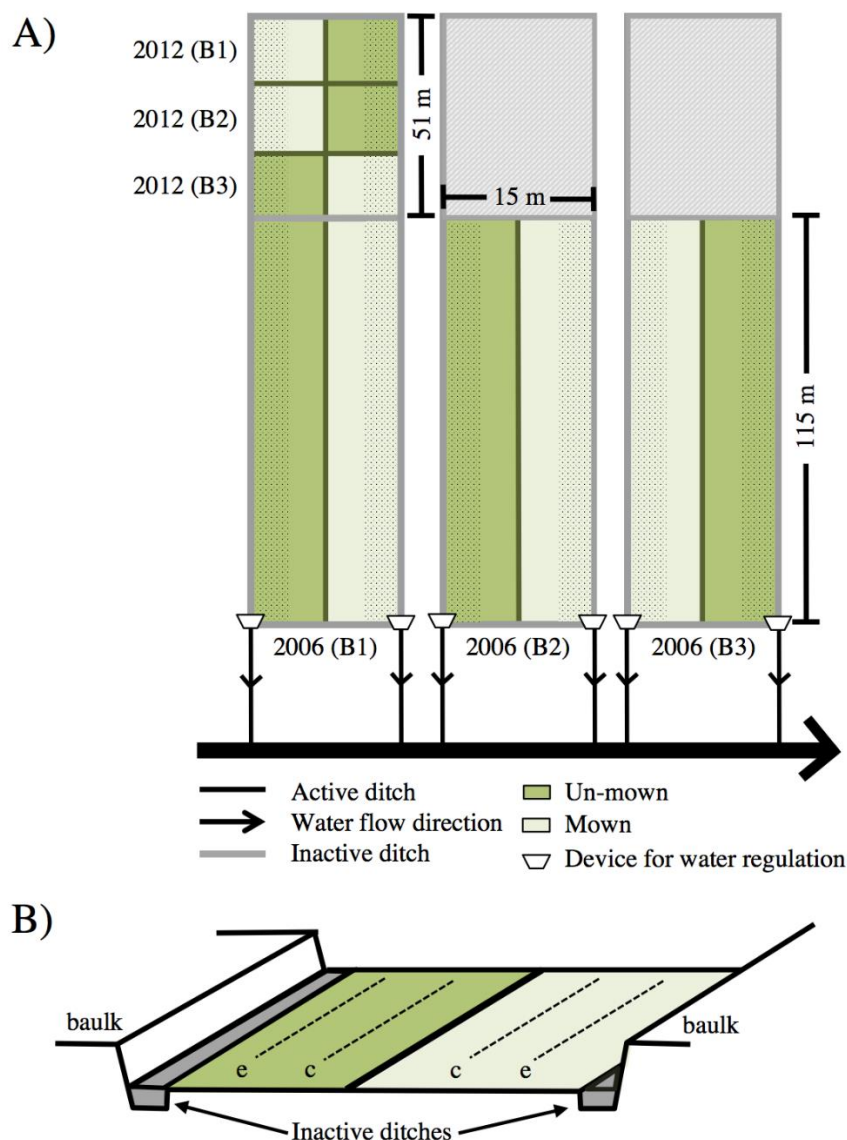 A)
2012 (B1)
2012 (B2)
2012 (B3)
51 m
15 m
115 m
2006 (B1)
2006 (B2)
2006 (B3)
Active ditch
Water flow direction
Inactive ditch
Un-mown
Mown
Device for water regulation
B)
baulk
baulk
e
c
c
e
Inactive ditches